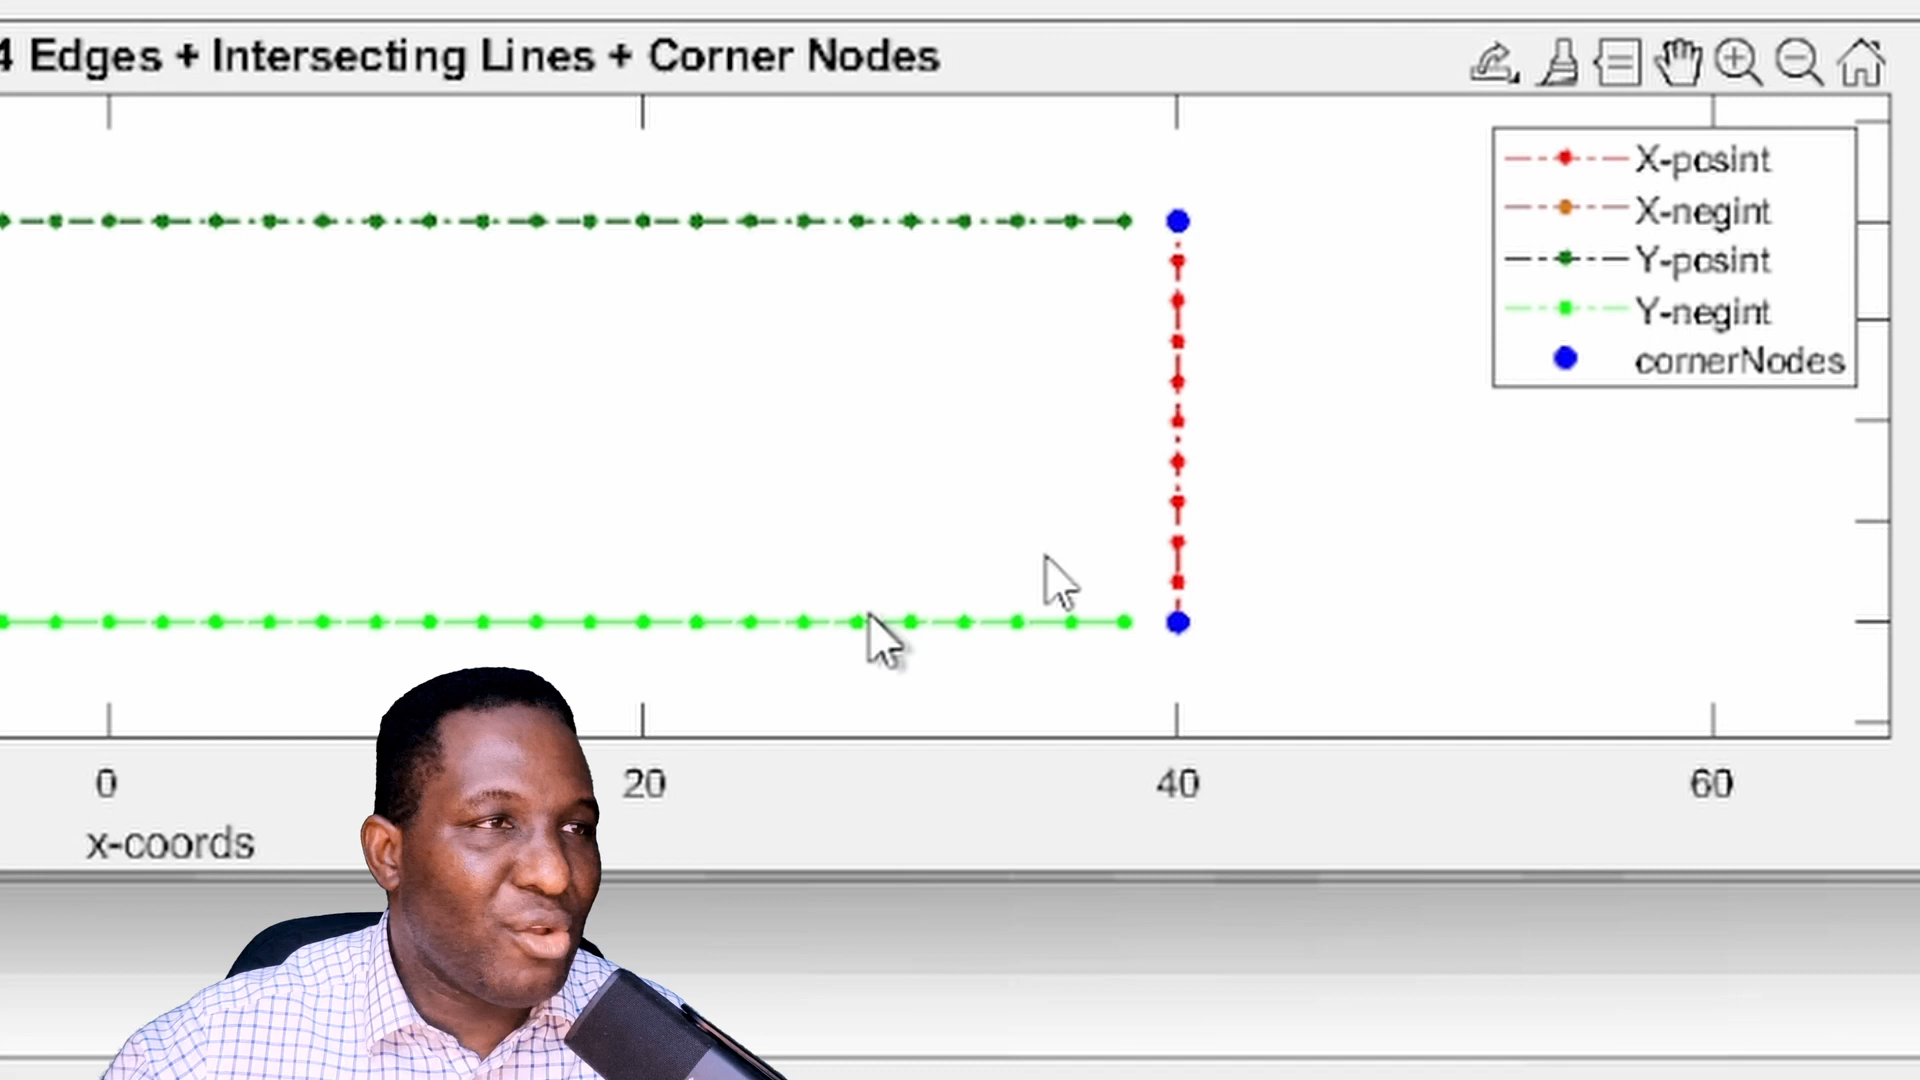 4 Edges + Intersecting Lines + Corner Nodes
X-posint
X-negint
Y-posint
Y-negint
cornerNodes
0 20 40 60
x-coords